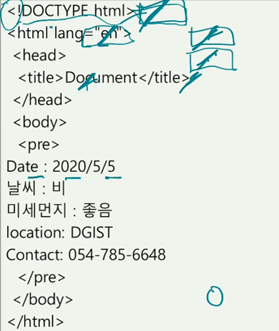 <!DOCTYPE html>
<html lang="en">
<head>
<title>Document</title>
</head>
<body>
<pre>
Date : 2020/5/5
날씨 : 비
미세먼지 : 좋음
location: DGIST
Contact: 054-785-6648
</pre>
</body>
</html>